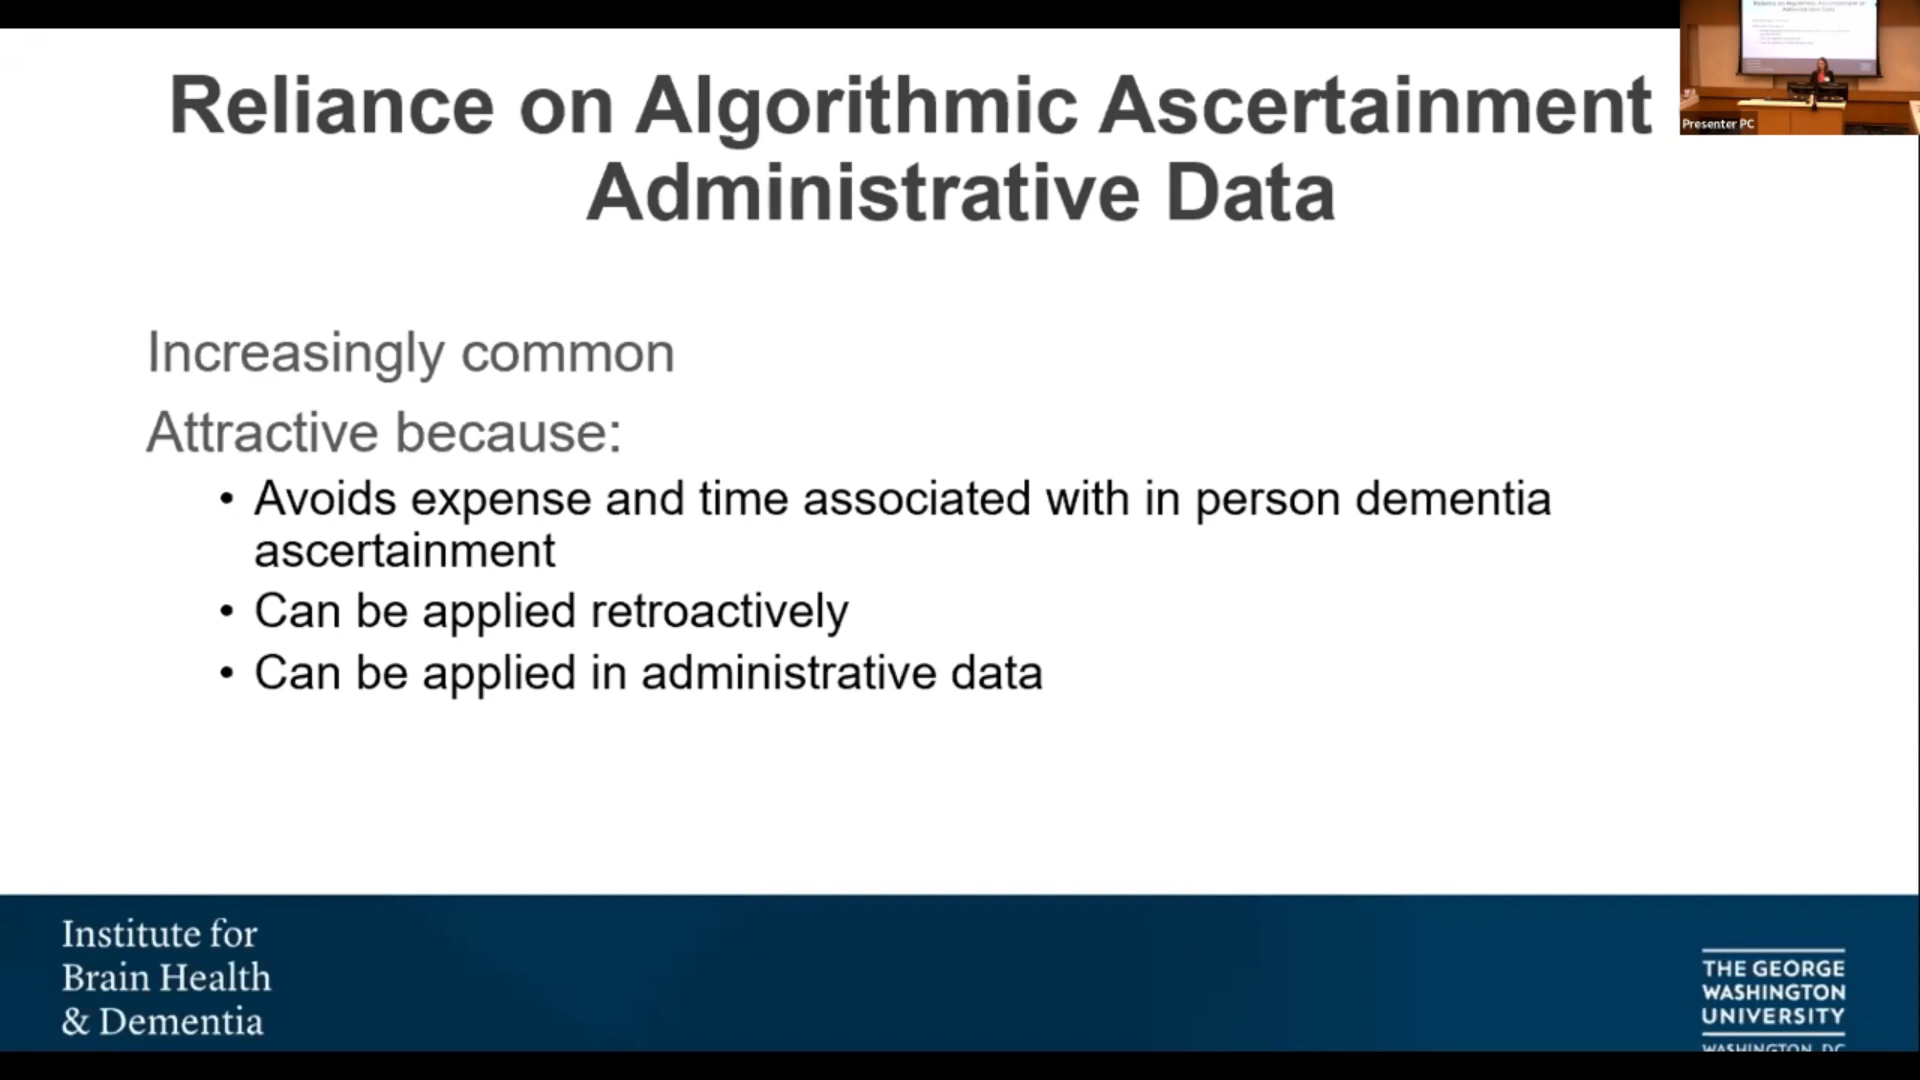 Reliance on Algorithmic Ascertainment
Administrative Data
Presenter PC
Increasingly common
Attractive because:
• Avoids expense and time associated with in person dementia
ascertainment
• Can be applied retroactively
• Can be applied in administrative data
Institute for
Brain Health
& Dementia
THE GEORGE
WASHINGTON
UNIVERSITY
WASHINGTON, DC